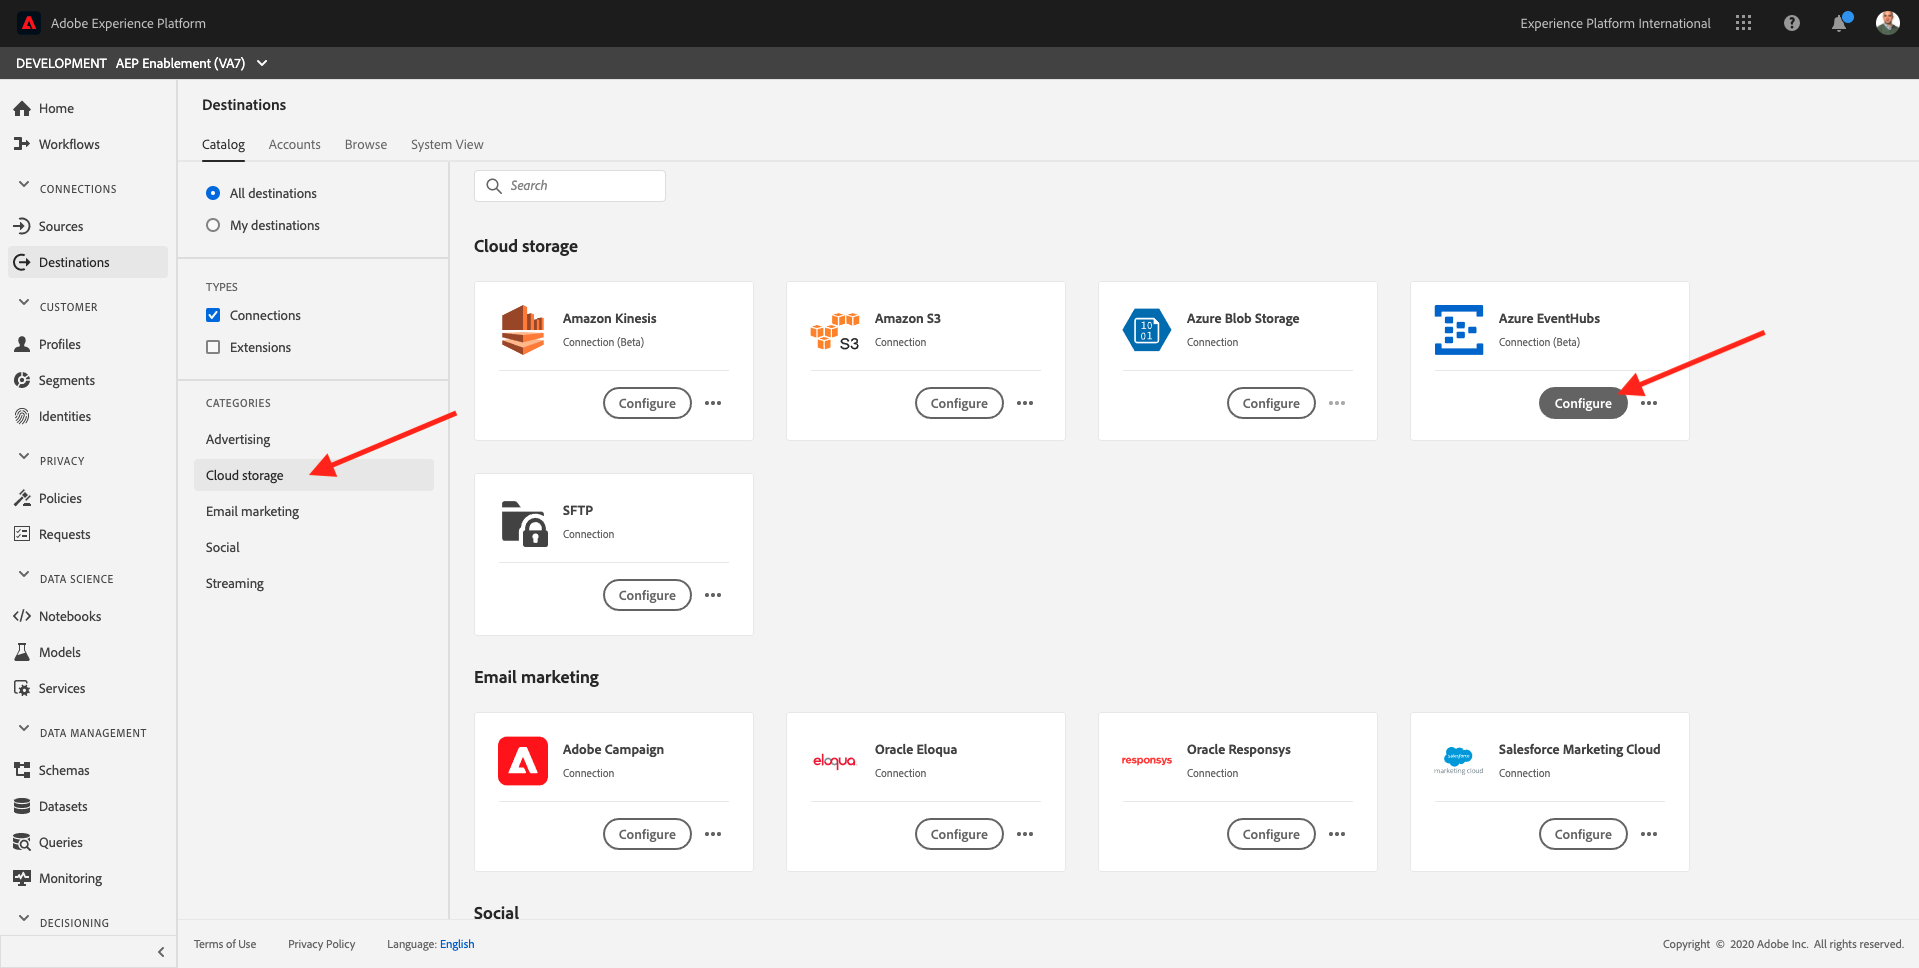 Adobe Experience Platform
Experience Platform International
DEVELOPMENT AEP Enablement (VA7)
Home
Workflows
CONNECTIONS
Sources
Destinations
CUSTOMER
Profiles
Segments
Identities
PRIVACY
Policies
Requests
DATA SCIENCE
Notebooks
Models
Services
DATA MANAGEMENT
Schemas
Datasets
Queries
Monitoring
DECISIONING
Destinations
Catalog Accounts Browse System View
All destinations
My destinations
TYPES
Connections
Extensions
CATEGORIES
Advertising
Cloud storage
Email marketing
Social
Streaming
Search
Cloud storage
Amazon Kinesis
Connection (Beta)
Configure
Amazon S3
Connection
S3
Configure
Azure Blob Storage
Connection
10
01
Configure
Azure EventHubs
Connection (Beta)
Configure
SFTP
Connection
Configure
Email marketing
Adobe Campaign
Connection
Configure
eloqua
Oracle Eloqua
Connection
Configure
responsys
Oracle Responsys
Connection
Configure
salesforce
marketing cloud
Salesforce Marketing Cloud
Connection
Configure
Social
Terms of Use Privacy Policy Language: English
Copyright © 2020 Adobe Inc. All rights reserved.